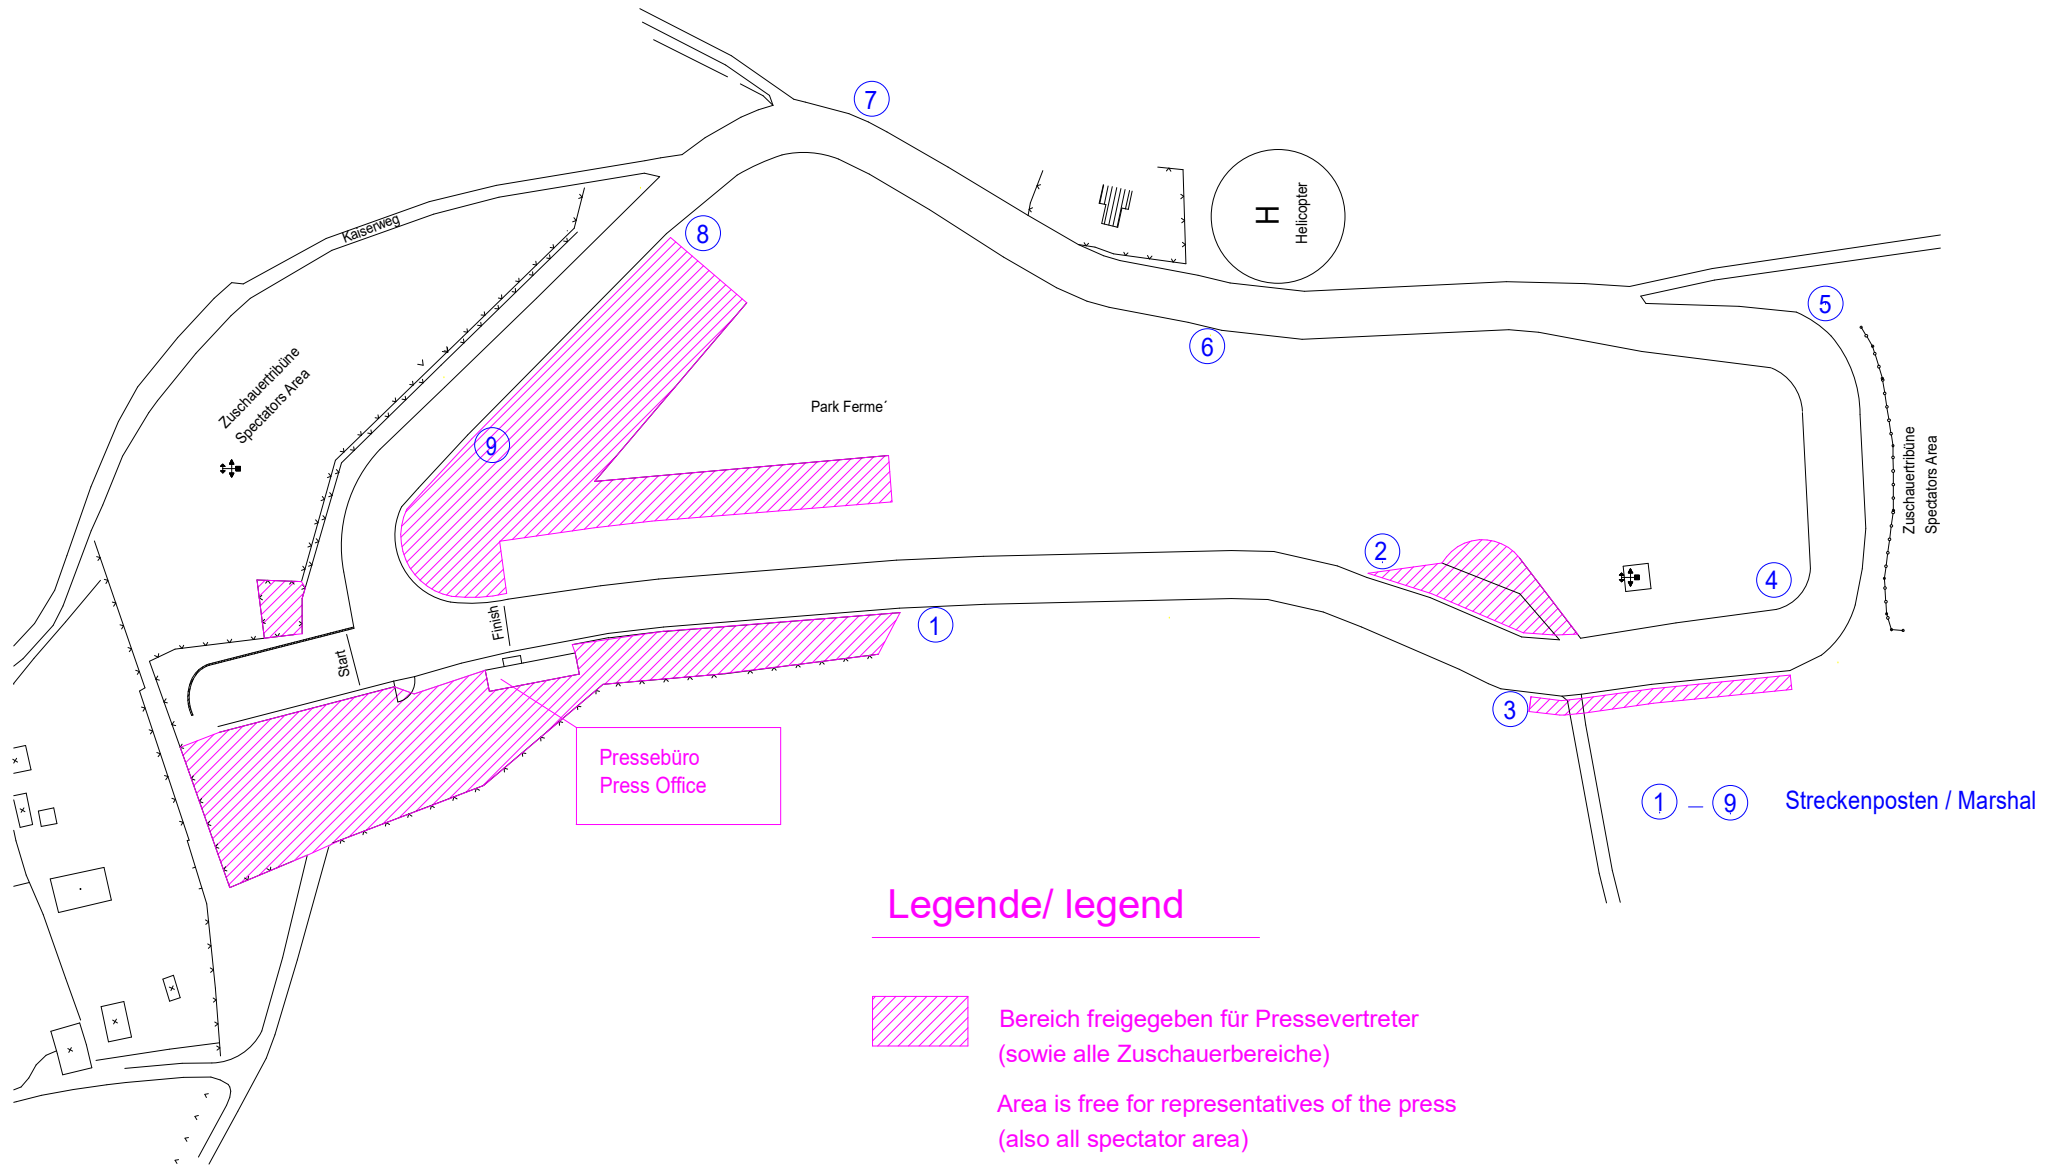 7
Kaiserweg
8
H
Helicopter
5
6
Zuschauertribüne
Spectators Area
Park Ferme´
9
Zuschauertribüne
Spectators Area
2
4
Finish
1
Start
3
Pressebüro
Press Office
1 – 9 Streckenposten / Marshal
Legende/ legend
Bereich freigegeben für Pressevertreter
(sowie alle Zuschauerbereiche)
Area is free for representatives of the press
(also all spectator area)